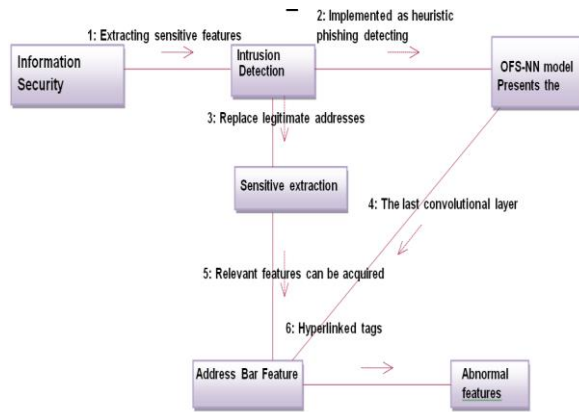 1: Extracting sensitive features
2: Implemented as heuristic
phishing detecting
Information
Security
Intrusion
Detection
OFS-NN model
Presents the
3: Replace legitimate addresses
Sensitive extraction
4: The last convolutional layer
5: Relevant features can be acquired
6: Hyperlinked tags
Address Bar Feature
Abnormal
features